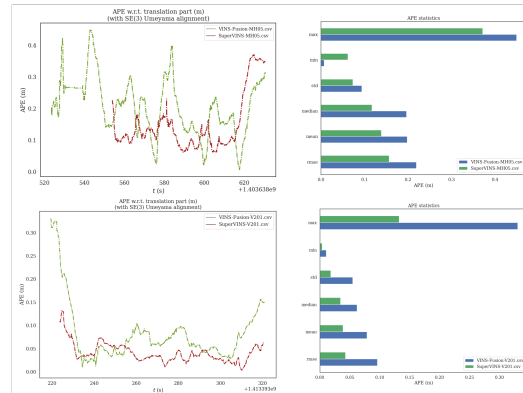 APE w.r.t. translation part (m)
(with SE(3) Umeyama alignment)
VINS-Fusion-MH05.csv
SuperVINS-MH05.csv
APE (m)
0.4
0.3
0.2
0.1
0.0
520
540
560
580
600
620
t (s)
+1.403638e9
APE statistics
max
min
std
median
mean
rmse
0.0
0.1
0.2
0.3
0.4
APE (m)
VINS-Fusion-MH05.csv
SuperVINS-MH05.csv
APE w.r.t. translation part (m)
(with SE(3) Umeyama alignment)
VINS-Fusion-V201.csv
SuperVINS-V201.csv
APE (m)
0.30
0.25
0.20
0.15
0.10
0.05
0.00
220
240
260
280
300
320
t (s)
+1.413393e9
APE statistics
max
min
std
median
mean
rmse
0.00
0.05
0.10
0.15
0.20
0.25
0.30
APE (m)
VINS-Fusion-V201.csv
SuperVINS-V201.csv